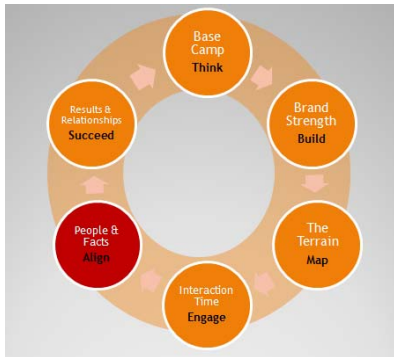 Base
Camp
Think
Brand
Strength
Build
The
Terrain
Map
Interaction
Time
Engage
People &
Facts
Align
Results &
Relationships
Succeed